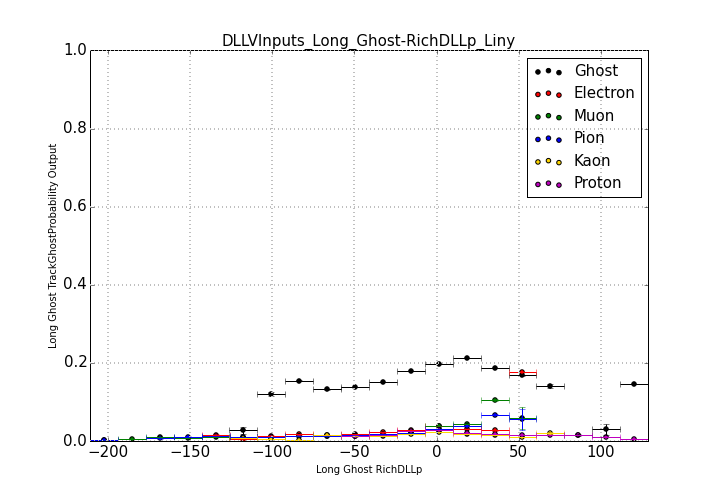 DLLVInputs_Long_Ghost-RichDLLp_Liny
Long Ghost TrackGhostProbability Output
1.0
0.8
0.6
0.4
0.2
0.0
Ghost
Electron
Muon
Pion
Kaon
Proton
−200 −150 −100 −50 0 50 100
Long Ghost RichDLLp